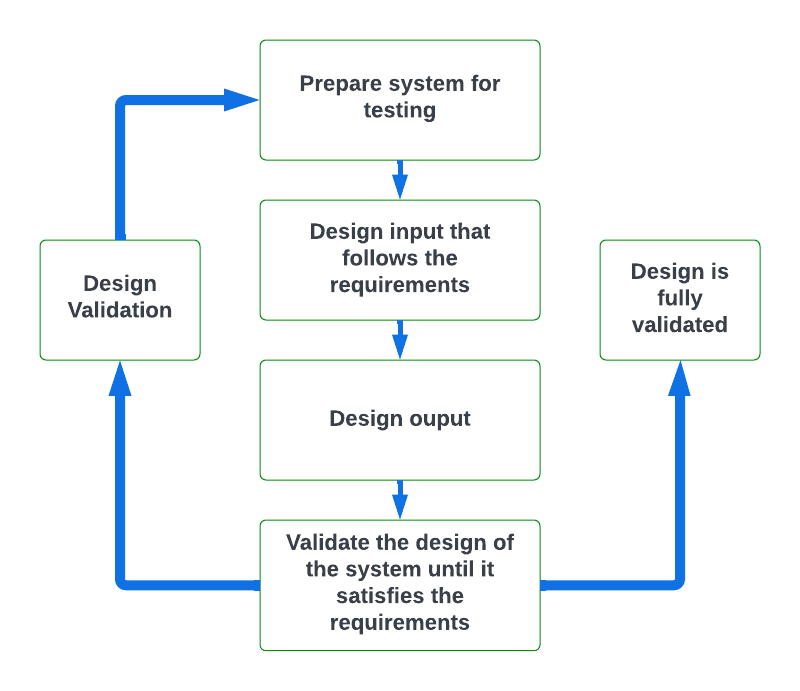 Prepare system for
testing
Design input that
follows the
requirements
Design
Validation
Design is
fully
validated
Design ouput
Validate the design of
the system until it
satisfies the
requirements